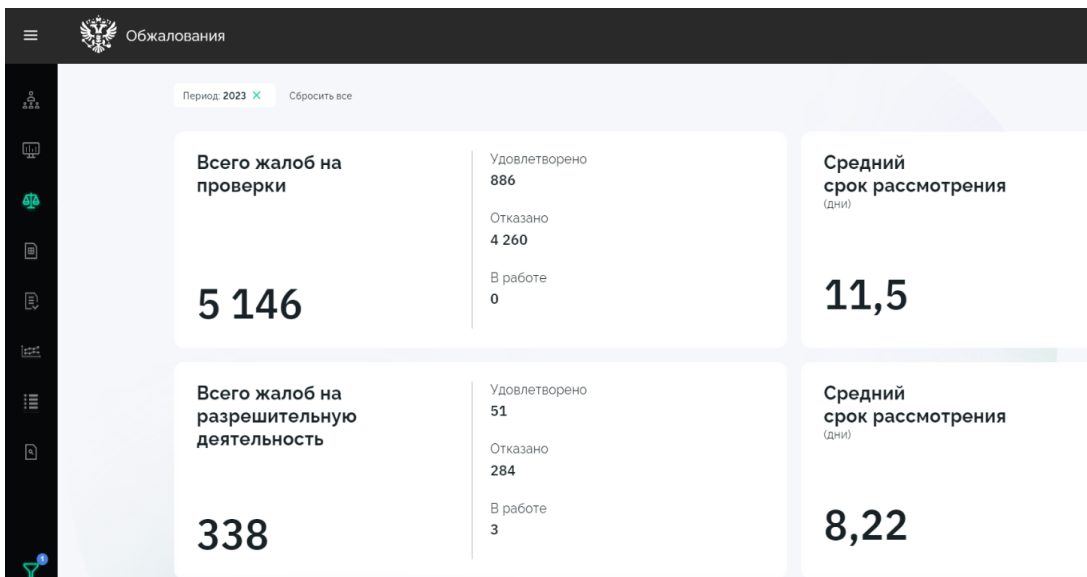 Обжалования
Период: 2023 ✕ Сбросить все
Всего жалоб на
проверки
5 146
Удовлетворено
886
Отказано
4 260
В работе
0
Средний
срок рассмотрения
(дни)
11,5
Всего жалоб на
разрешительную
деятельность
338
Удовлетворено
51
Отказано
284
В работе
3
Средний
срок рассмотрения
(дни)
8,22
1